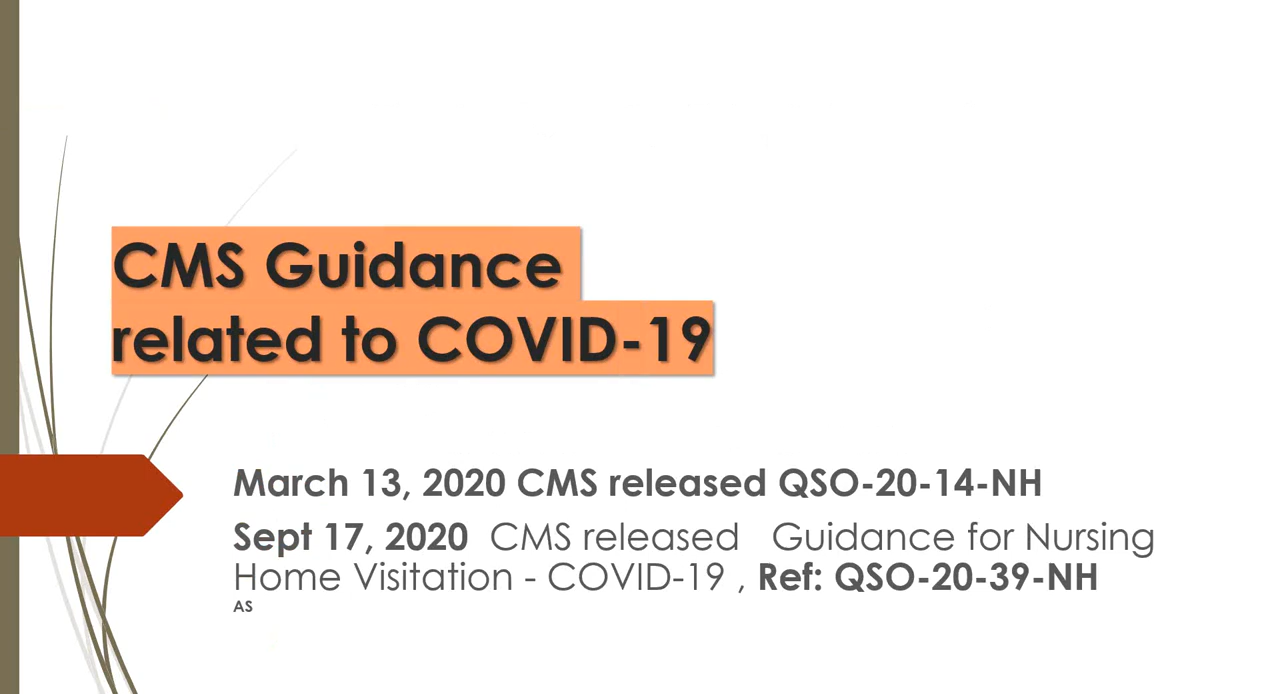 CMS Guidance
related to COVID-19
March 13, 2020 CMS released QSO-20-14-NH
Sept 17, 2020 CMS released Guidance for Nursing
Home Visitation - COVID-19 , Ref: QSO-20-39-NH
AS